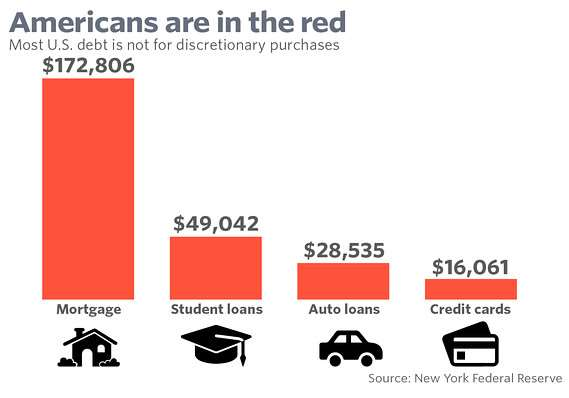 Americans are in the red
Most U.S. debt is not for discretionary purchases
$172,806
$49,042
$28,535
$16,061
Mortgage
Student loans
Auto loans
Credit cards
Source: New York Federal Reserve